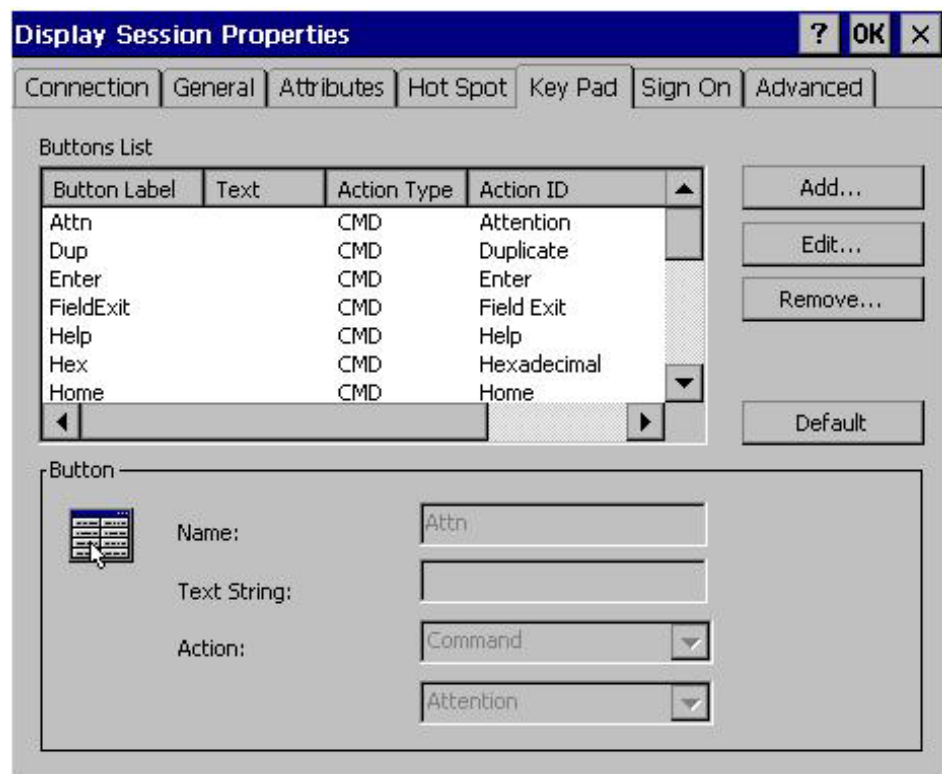 Display Session Properties ? OK ×
Connection General Attributes Hot Spot Key Pad Sign On Advanced
Buttons List
Button Label Text Action Type Action ID
Attn CMD Attention
Dup CMD Duplicate
Enter CMD Enter
FieldExit CMD Field Exit
Help CMD Help
Hex CMD Hexadecimal
Home CMD Home
Add...
Edit...
Remove...
Default
Button
Name: Attn
Text String:
Action: Command
Attention